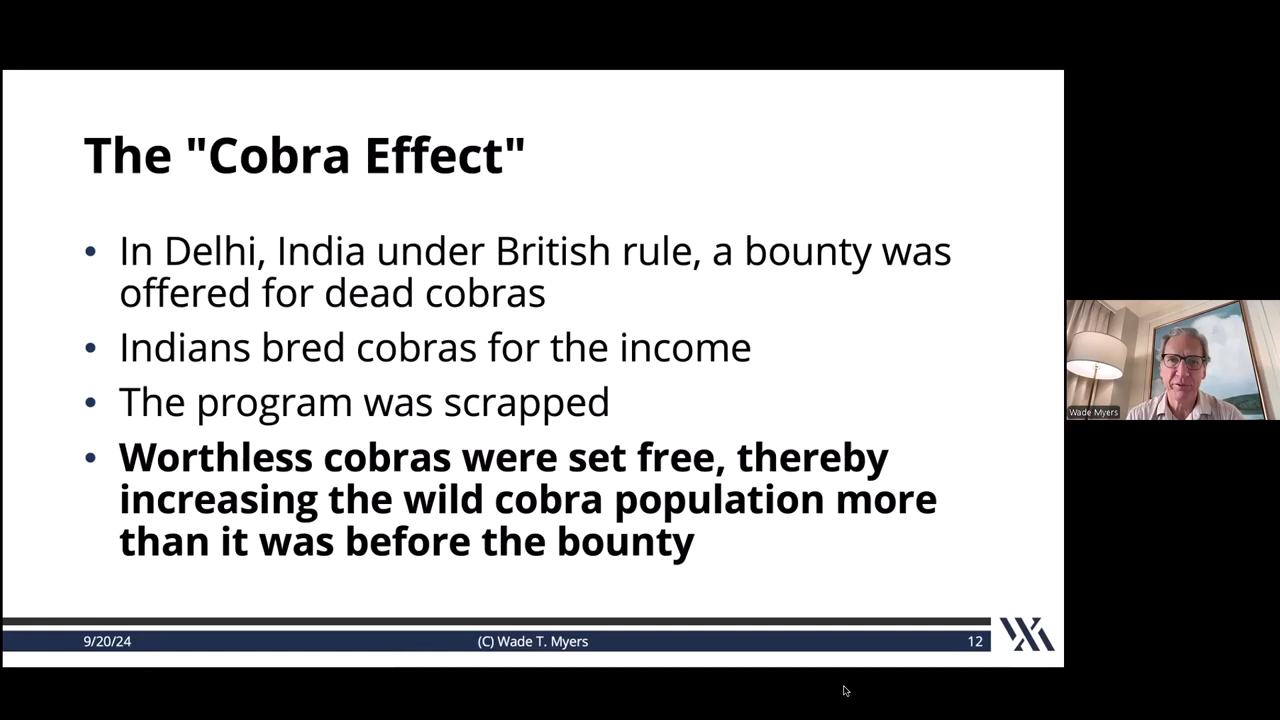 The "Cobra Effect"
• In Delhi, India under British rule, a bounty was
offered for dead cobras
• Indians bred cobras for the income
• The program was scrapped
• Worthless cobras were set free, thereby
increasing the wild cobra population more
than it was before the bounty
Wade Myers
9/20/24 (C) Wade T. Myers 12